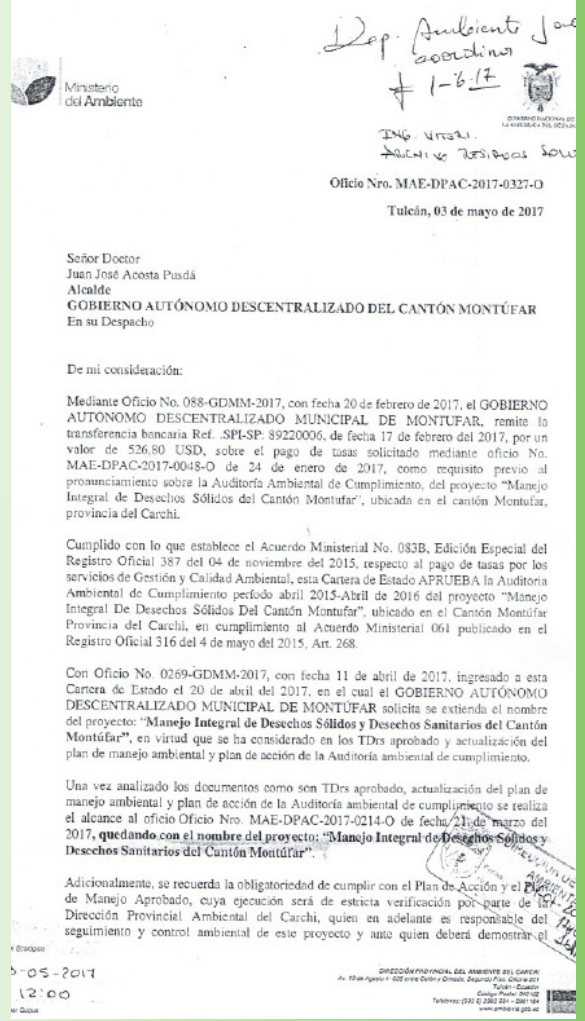 Dep. Ambiente
coordinar
1-6-17
Ministerio
del Ambiente
ING. VITERI.
ARCHIVO RESIDOS
Oficio Nro. MAE-DPAC-2017-0327-O
Tulcán, 03 de mayo de 2017
Señor Doctor
Juan José Acosta Pusdá
Alcalde
GOBIERNO AUTÓNOMO DESCENTRALIZADO DEL CANTÓN MONTÚFAR
En su Despacho
De mi consideración:
Mediante Oficio No. 088-GDMM-2017, con fecha 20 de febrero de 2017, el GOBIERNO
AUTONOMO DESCENTRALIZADO MUNICIPAL DE MONTUFAR, remite la
transferencia bancaria Ref. .SPI-SP: 89220006, de fecha 17 de febrero del 2017, por un
valor de 526,80 USD, sobre el pago de tasas solicitado mediante oficio No.
MAE-DPAC-2017-0048-O de 24 de enero de 2017, como requisito previo al
pronunciamiento sobre la Auditoría Ambiental de Cumplimiento, del proyecto “Manejo
Integral de Desechos Sólidos del Cantón Montufar”, ubicada en el cantón Montufar,
provincia del Carchi.
Cumplido con lo que establece el Acuerdo Ministerial No. 083B, Edición Especial del
Registro Oficial 387 del 04 de noviembre del 2015, respecto al pago de tasas por los
servicios de Gestión y Calidad Ambiental, esta Cartera de Estado APRUEBA la Auditoria
Ambiental de Cumplimiento período abril 2015-Abril de 2016 del proyecto “Manejo
Integral De Desechos Sólidos Del Cantón Montufar”, ubicado en el Cantón Montúfar
Provincia del Carchi, en cumplimiento al Acuerdo Ministerial 061 publicado en el
Registro Oficial 316 del 4 de mayo del 2015, Art. 268.
Con Oficio No. 0269-GDMM-2017, con fecha 11 de abril de 2017, ingresado a esta
Cartera de Estado el 20 de abril del 2017, en el cual el GOBIERNO AUTÓNOMO
DESCENTRALIZADO MUNICIPAL DE MONTÚFAR solicita se extienda el nombre
del proyecto: “Manejo Integral de Desechos Sólidos y Desechos Sanitarios del Cantón
Montúfar”, en virtud que se ha considerado en los TDrs aprobado y actualización del
plan de manejo ambiental y plan de acción de la Auditoría ambiental de cumplimiento.
Una vez analizado los documentos como son TDrs aprobado, actualización del plan de
manejo ambiental y plan de acción de la Auditoría ambiental de cumplimiento se realiza
el alcance al oficio Oficio Nro. MAE-DPAC-2017-0214-O de fecha 21 de marzo del
2017, quedando con el nombre del proyecto: “Manejo Integral de Desechos Sólidos y
Desechos Sanitarios del Cantón Montúfar”.
Adicionalmente, se recuerda la obligatoriedad de cumplir con el Plan de Acción y el Plan
de Manejo Aprobado, cuya ejecución será de estricta verificación por parte de la
Dirección Provincial Ambiental del Carchi, quien en adelante es responsable del
seguimiento y control ambiental de este proyecto y ante quien deberá demostrar el
-05-2017
12:00
DIRECCIÓN PROVINCIAL DEL AMBIENTE DEL CARCHI
Tulcán - Ecuador
www.ambiente.gob.ec